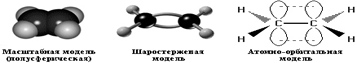 H
H
C
C
H
H
Масштабная модель
(полусферическая)
Шаростержневая
модель
Атомно-орбитальная
модель